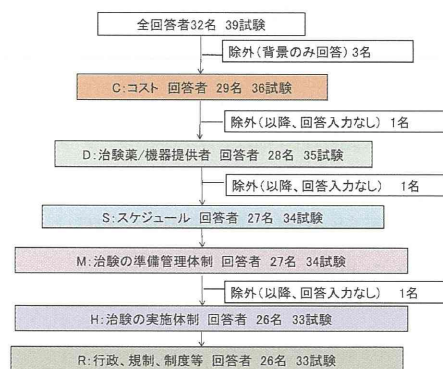 全回答者32名 39試験
除外(背景のみ回答) 3名
C:コスト 回答者 29名 36試験
除外(以降、回答入力なし) 1名
D:治験薬/機器提供者 回答者 28名 35試験
除外(以降、回答入力なし) 1名
S:スケジュール 回答者 27名 34試験
M:治験の準備管理体制 回答者 27名 34試験
除外(以降、回答入力なし) 1名
H:治験の実施体制 回答者 26名 33試験
R:行政、規制、制度等 回答者 26名 33試験